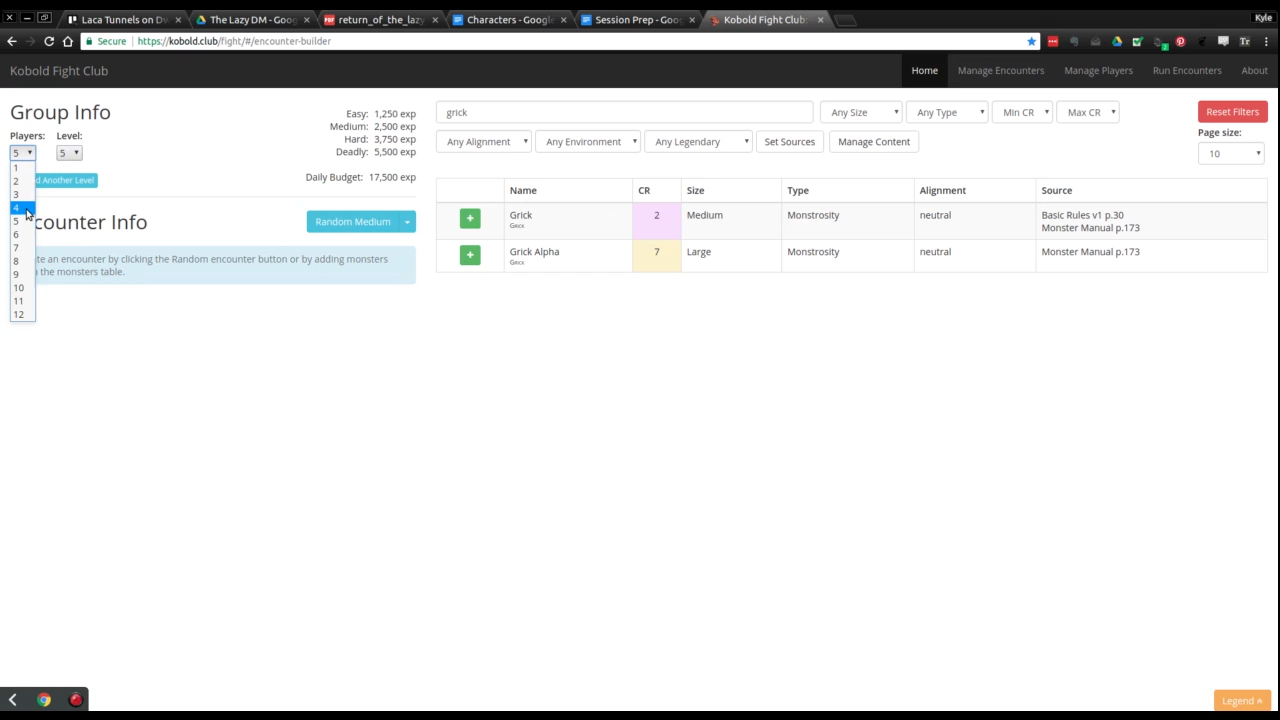 Laca Tunnels on Dw
The Lazy DM - Goog
return_of_the_lazy
Characters - Google
Session Prep - Goog
Kobold Fight Club
Kyle
Secure
https://kobold.club/fight/#/encounter-builder
Kobold Fight Club
Home
Manage Encounters
Manage Players
Run Encounters
About
Group Info
Players:
Level:
5
5
1
2
3
4
5
6
7
8
9
10
11
12
d Another Level
Easy: 1,250 exp
Medium: 2,500 exp
Hard: 3,750 exp
Deadly: 5,500 exp
Daily Budget: 17,500 exp
counter Info
Random Medium
te an encounter by clicking the Random encounter button or by adding monsters
the monsters table.
grick
Any Size
Any Type
Min CR
Max CR
Reset Filters
Any Alignment
Any Environment
Any Legendary
Set Sources
Manage Content
Page size:
10
Name CR Size Type Alignment Source
Grick 2 Medium Monstrosity neutral Basic Rules v1 p.30
Grick Monster Manual p.173
Grick Alpha 7 Large Monstrosity neutral Monster Manual p.173
Grick
Legend